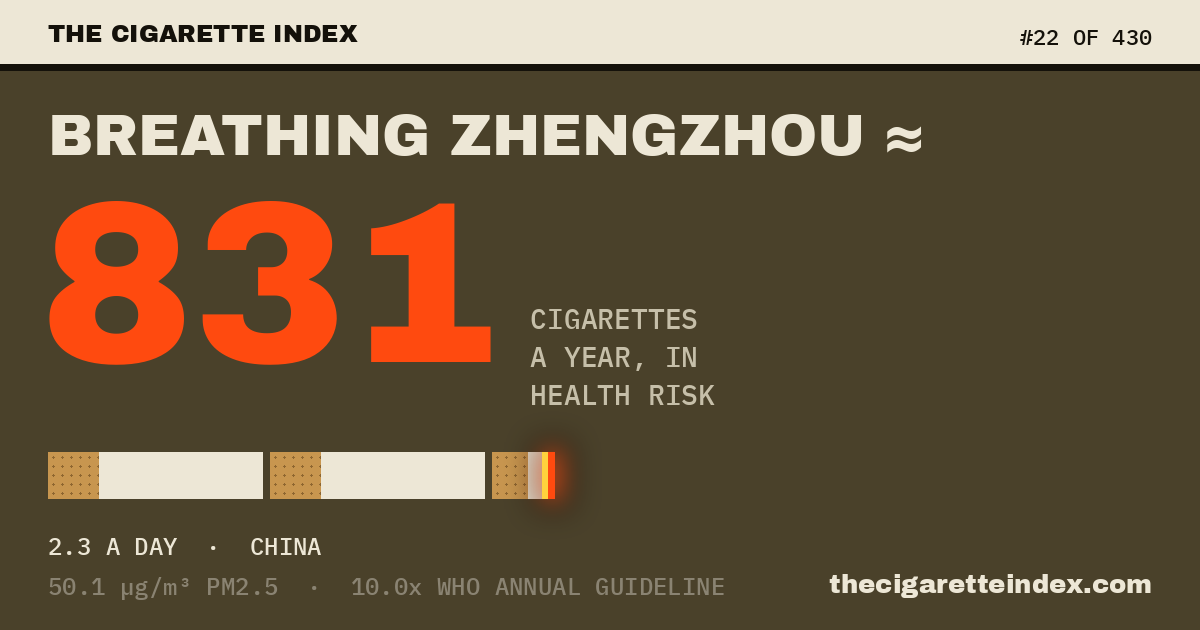 THE CIGARETTE INDEX
#22 OF 430
BREATHING ZHENGZHOU ≈
831
CIGARETTES
A YEAR, IN
HEALTH RISK
2.3 A DAY · CHINA
50.1 µg/m³ PM2.5 · 10.0x WHO ANNUAL GUIDELINE
thecigaretteindex.com